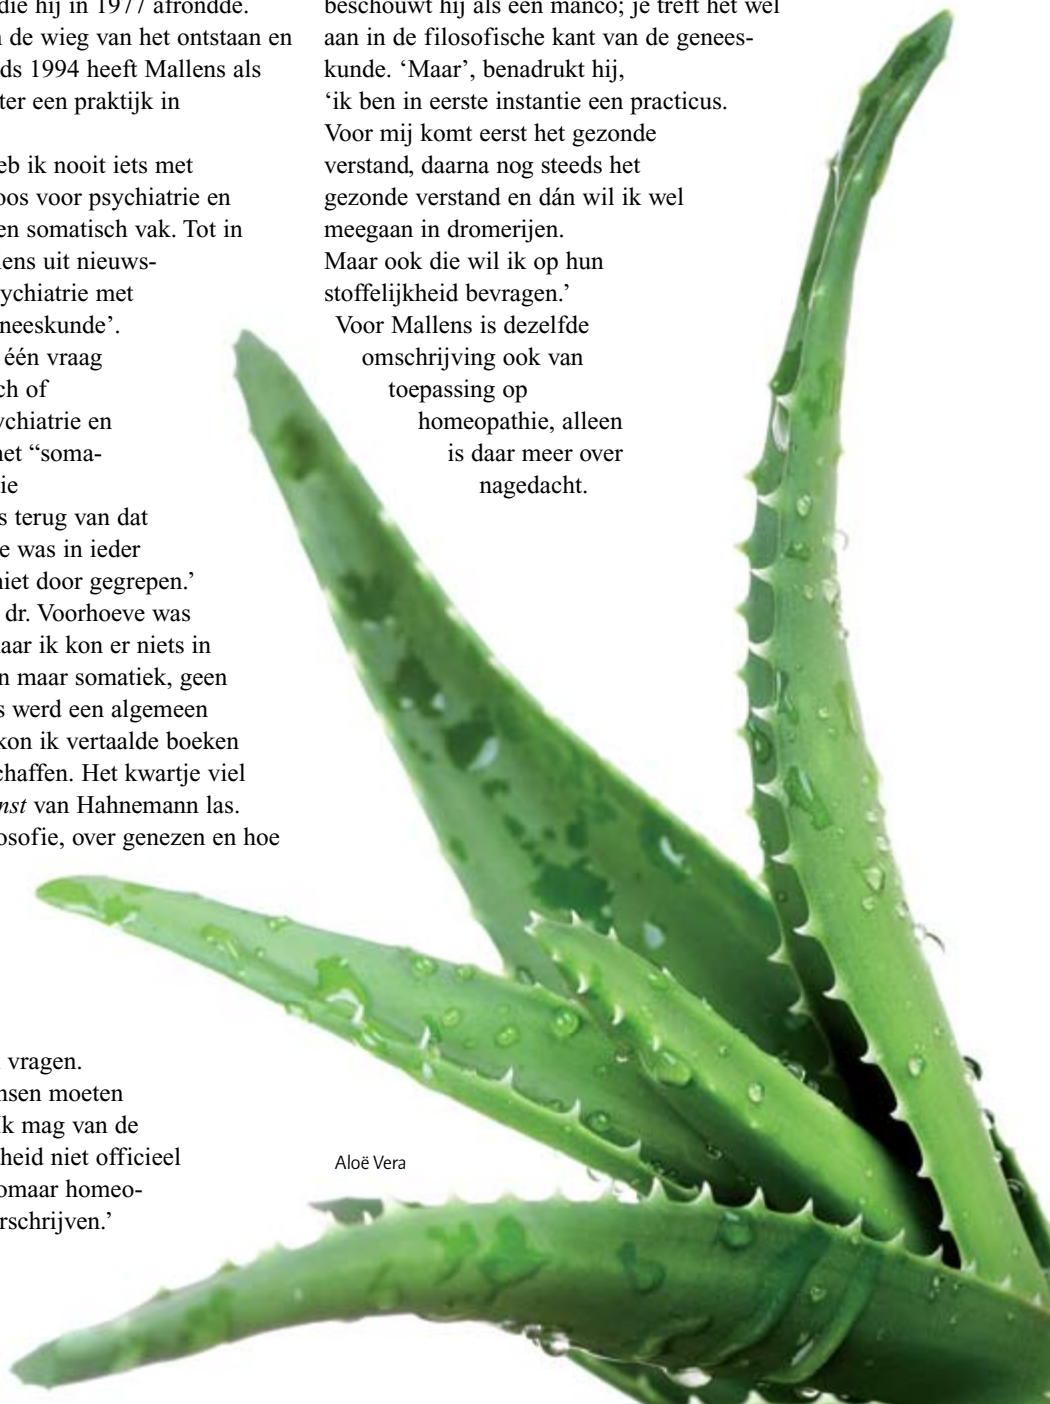 die hij in 1977 afrondde.
de wieg van het ontstaan en
ds 1994 heeft Mallens als
ter een praktijk in
eb ik nooit iets met
oos voor psychiatrie en
en somatisch vak. Tot in
ens uit nieuws-
ychiatrie met
neeskunde’.
één vraag
ch of
ychiatrie en
net “soma-
ie
s terug van dat
e was in ieder
niet door gegrepen.’
dr. Voorhoeve was
aar ik kon er niets in
n maar somatiek, geen
s werd een algemeen
kon ik vertaalde boeken
chaffen. Het kwartje viel
nst van Hahnemann las.
osofie, over genezen en hoe
vragen.
nsen moeten
Ik mag van de
heid niet officieel
omaar homeo-
rschrijven.’
beschouwt hij als een manco; je treft het wel
aan in de filosofische kant van de genees-
kunde. ‘Maar’, benadrukt hij,
‘ik ben in eerste instantie een practicus.
Voor mij komt eerst het gezonde
verstand, daarna nog steeds het
gezonde verstand en dán wil ik wel
meegaan in dromerijen.
Maar ook die wil ik op hun
stoffelijkheid bevragen.’
Voor Mallens is dezelfde
omschrijving ook van
toepassing op
homeopathie, alleen
is daar meer over
nagedacht.
Aloë Vera